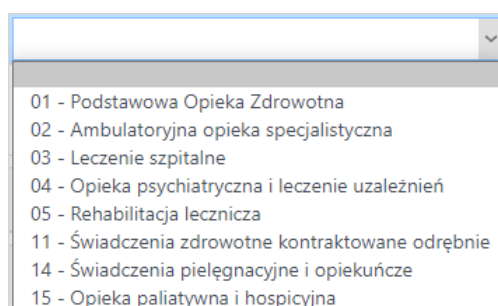 01 - Podstawowa Opieka Zdrowotna
02 - Ambulatoryjna opieka specjalistyczna
03 - Leczenie szpitalne
04 - Opieka psychiatryczna i leczenie uzależnień
05 - Rehabilitacja lecznicza
11 - Świadczenia zdrowotne kontraktowane odrębnie
14 - Świadczenia pielęgnacyjne i opiekuńcze
15 - Opieka paliatywna i hospicyjna